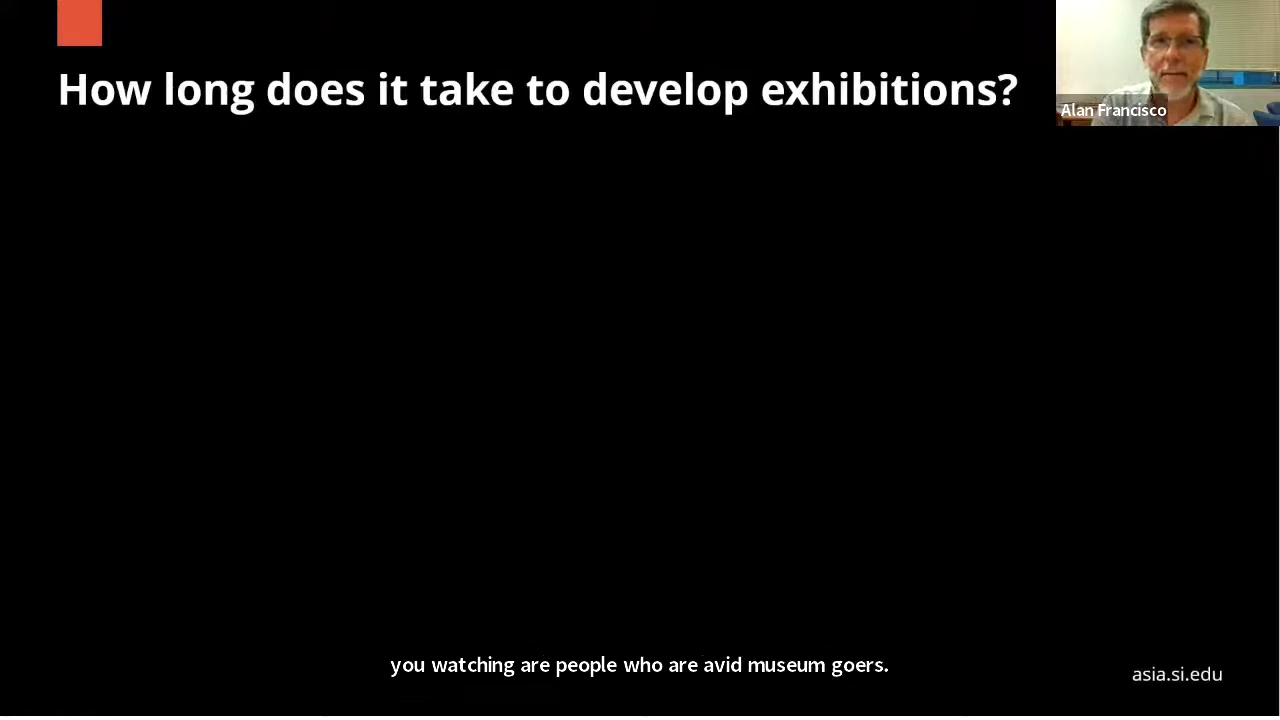 How long does it take to develop exhibitions?
Alan Francisco
you watching are people who are avid museum goers.
asia.si.edu